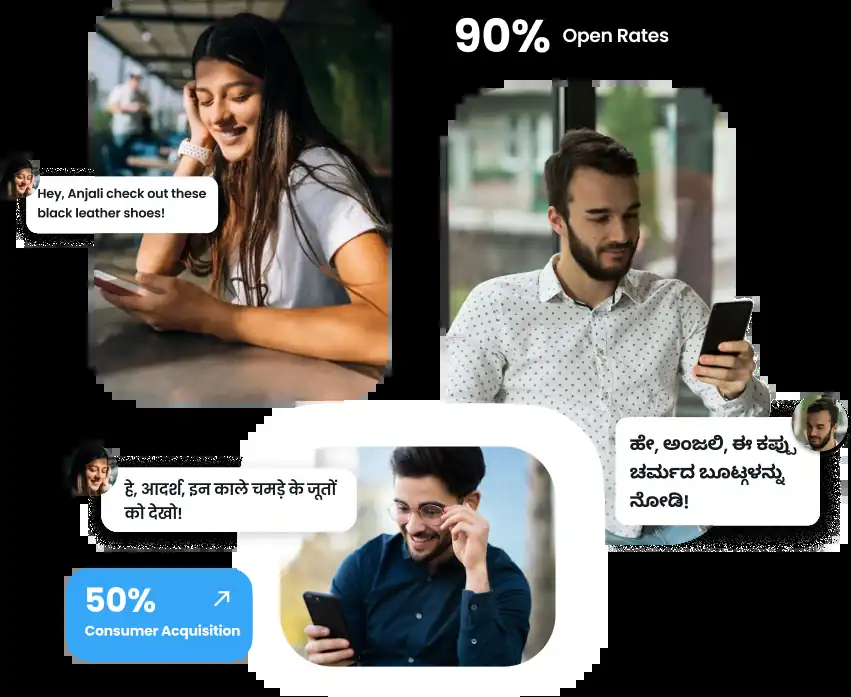 90% Open Rates
Hey, Anjali check out these
black leather shoes!
ಹೇ, ಅಂಜಲಿ, ಈ ಕಪ್ಪು
ಚರ್ಮದ ಬೂಟ್ಗಳನ್ನು
ನೋಡಿ!
हे, आदर्श, इन काले चमड़े के जूतों
को देखो!
50%
Consumer Acquisition